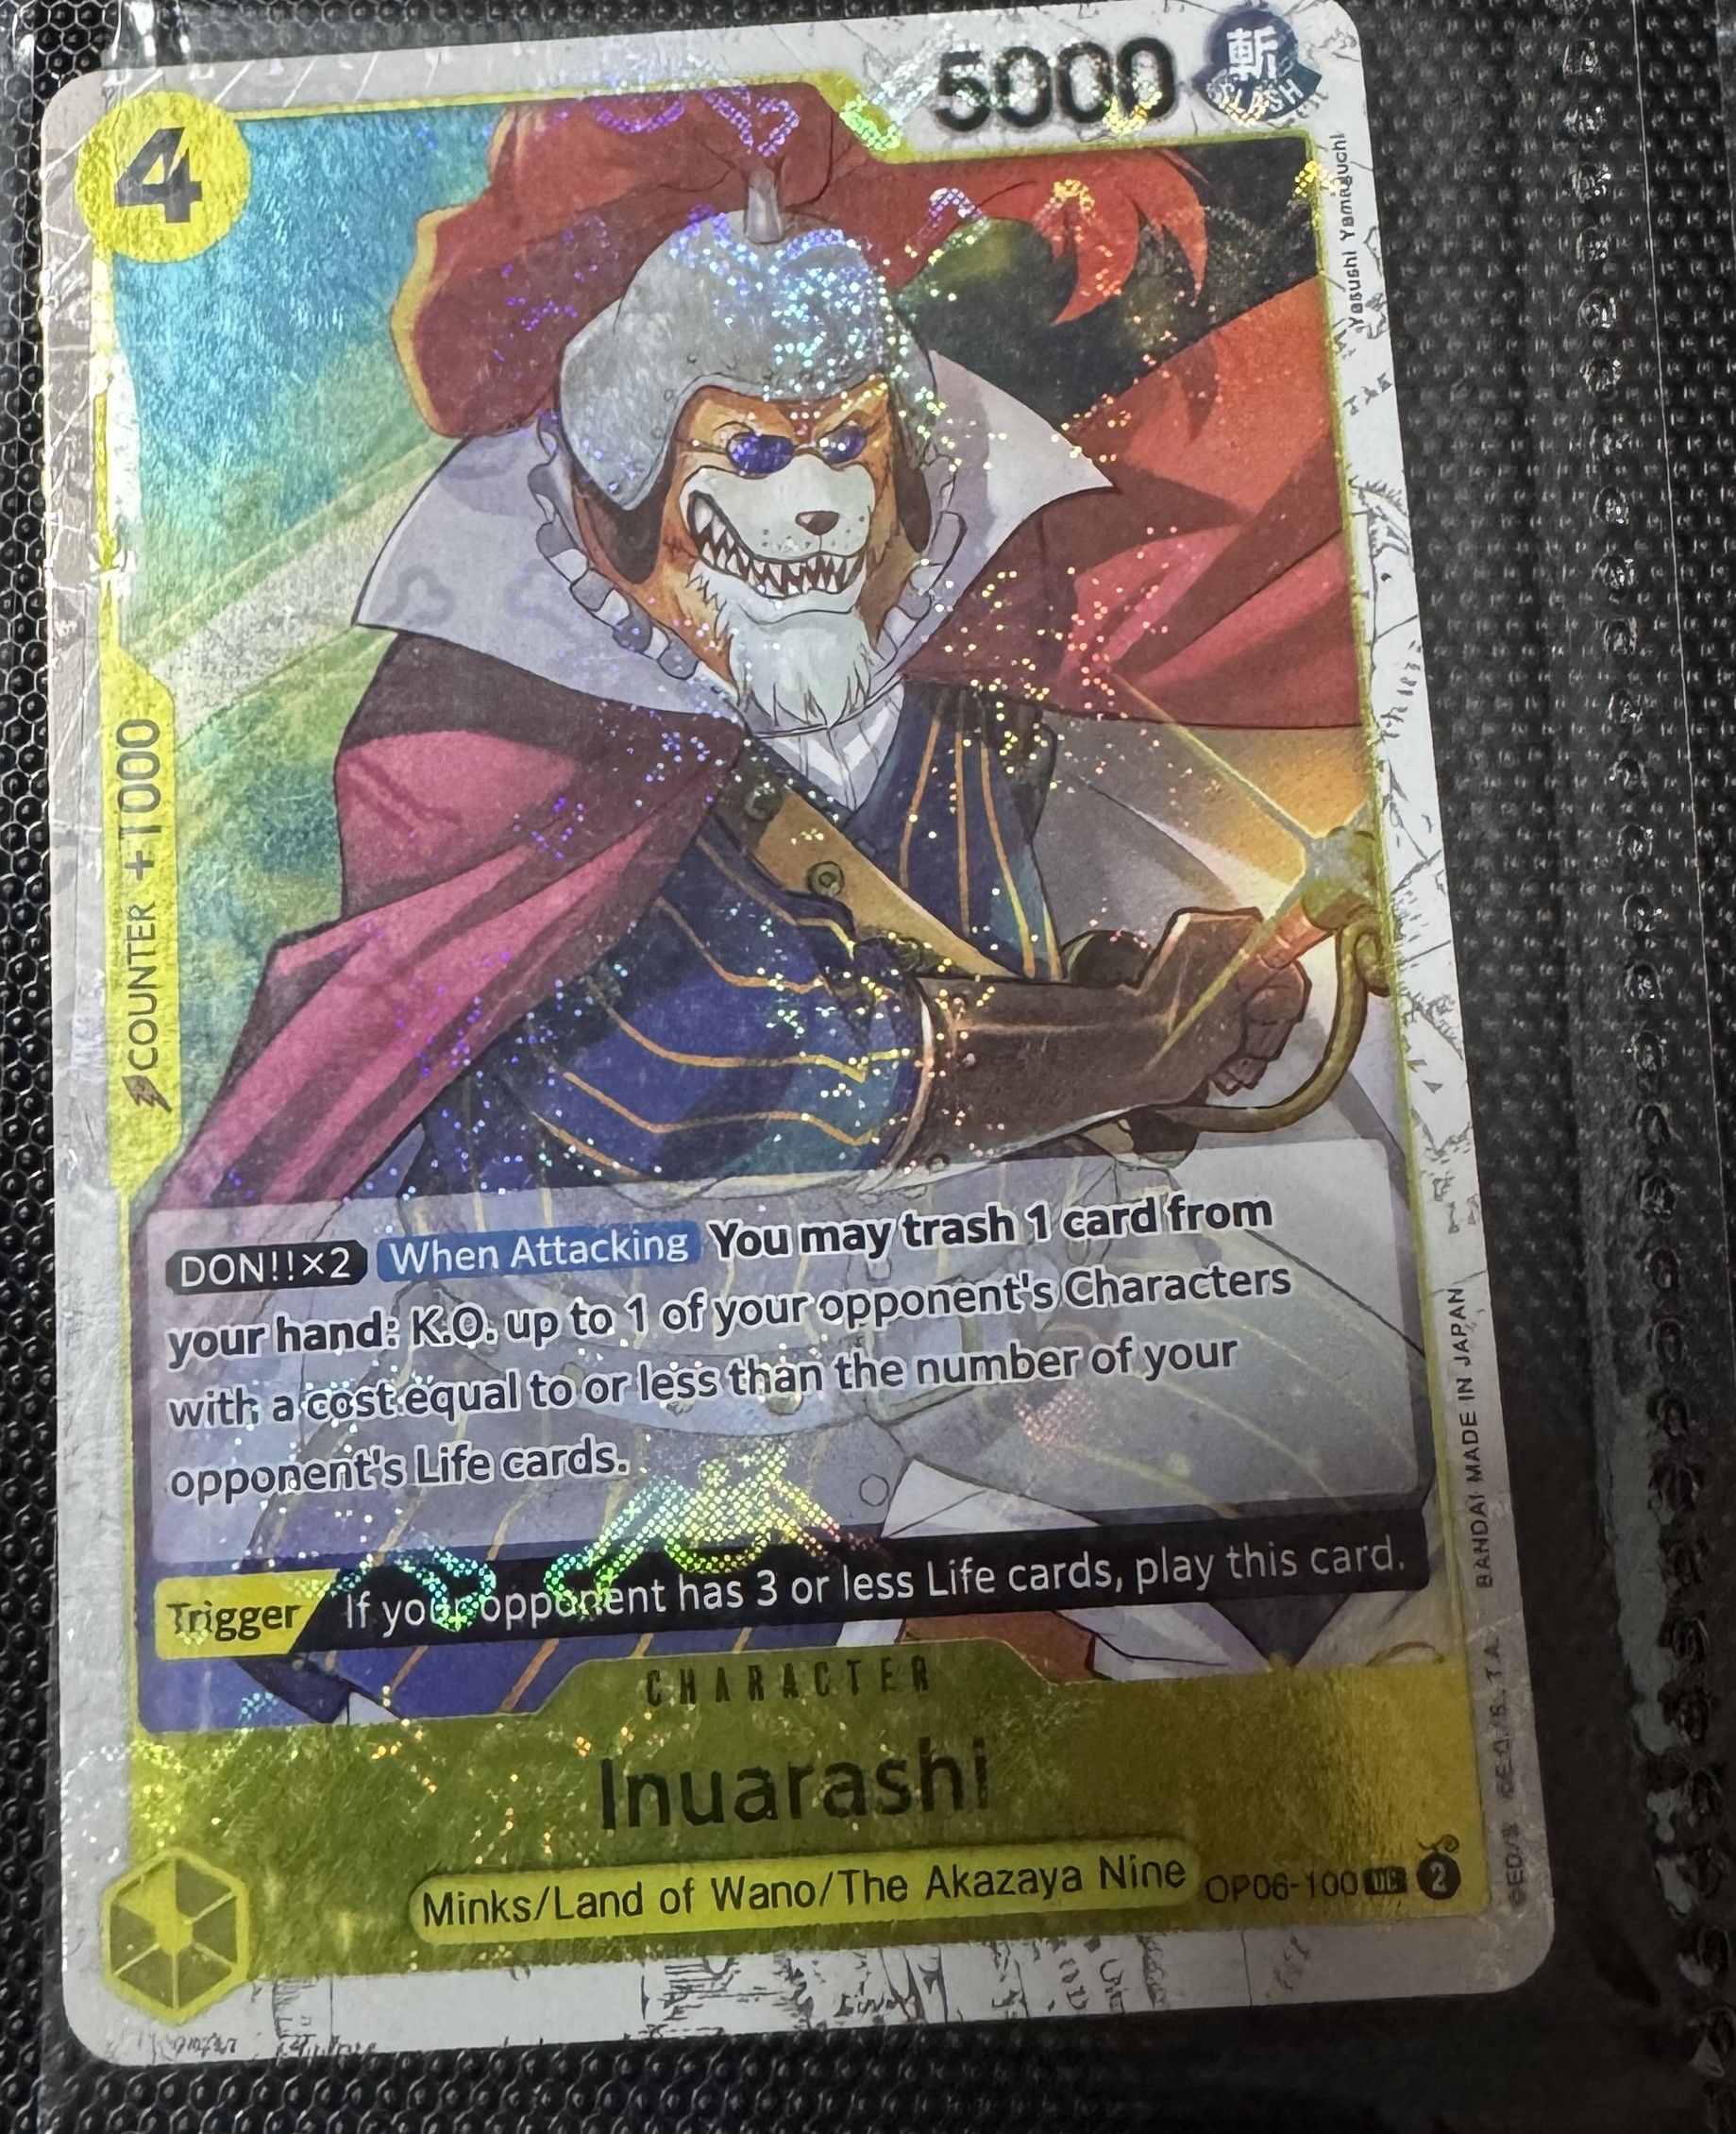 4
5000
斬
SLASH
Yasushi Yamaguchi
COUNTER +1000
DON!!×2 When Attacking You may trash 1 card from
your hand: K.O. up to 1 of your opponent's Characters
with a cost equal to or less than the number of your
opponent's Life cards.
Trigger If your opponent has 3 or less Life cards, play this card.
CHARACTER
Inuarashi
Minks/Land of Wano/The Akazaya Nine
OP06-100 2
BANDAI MADE IN JAPAN